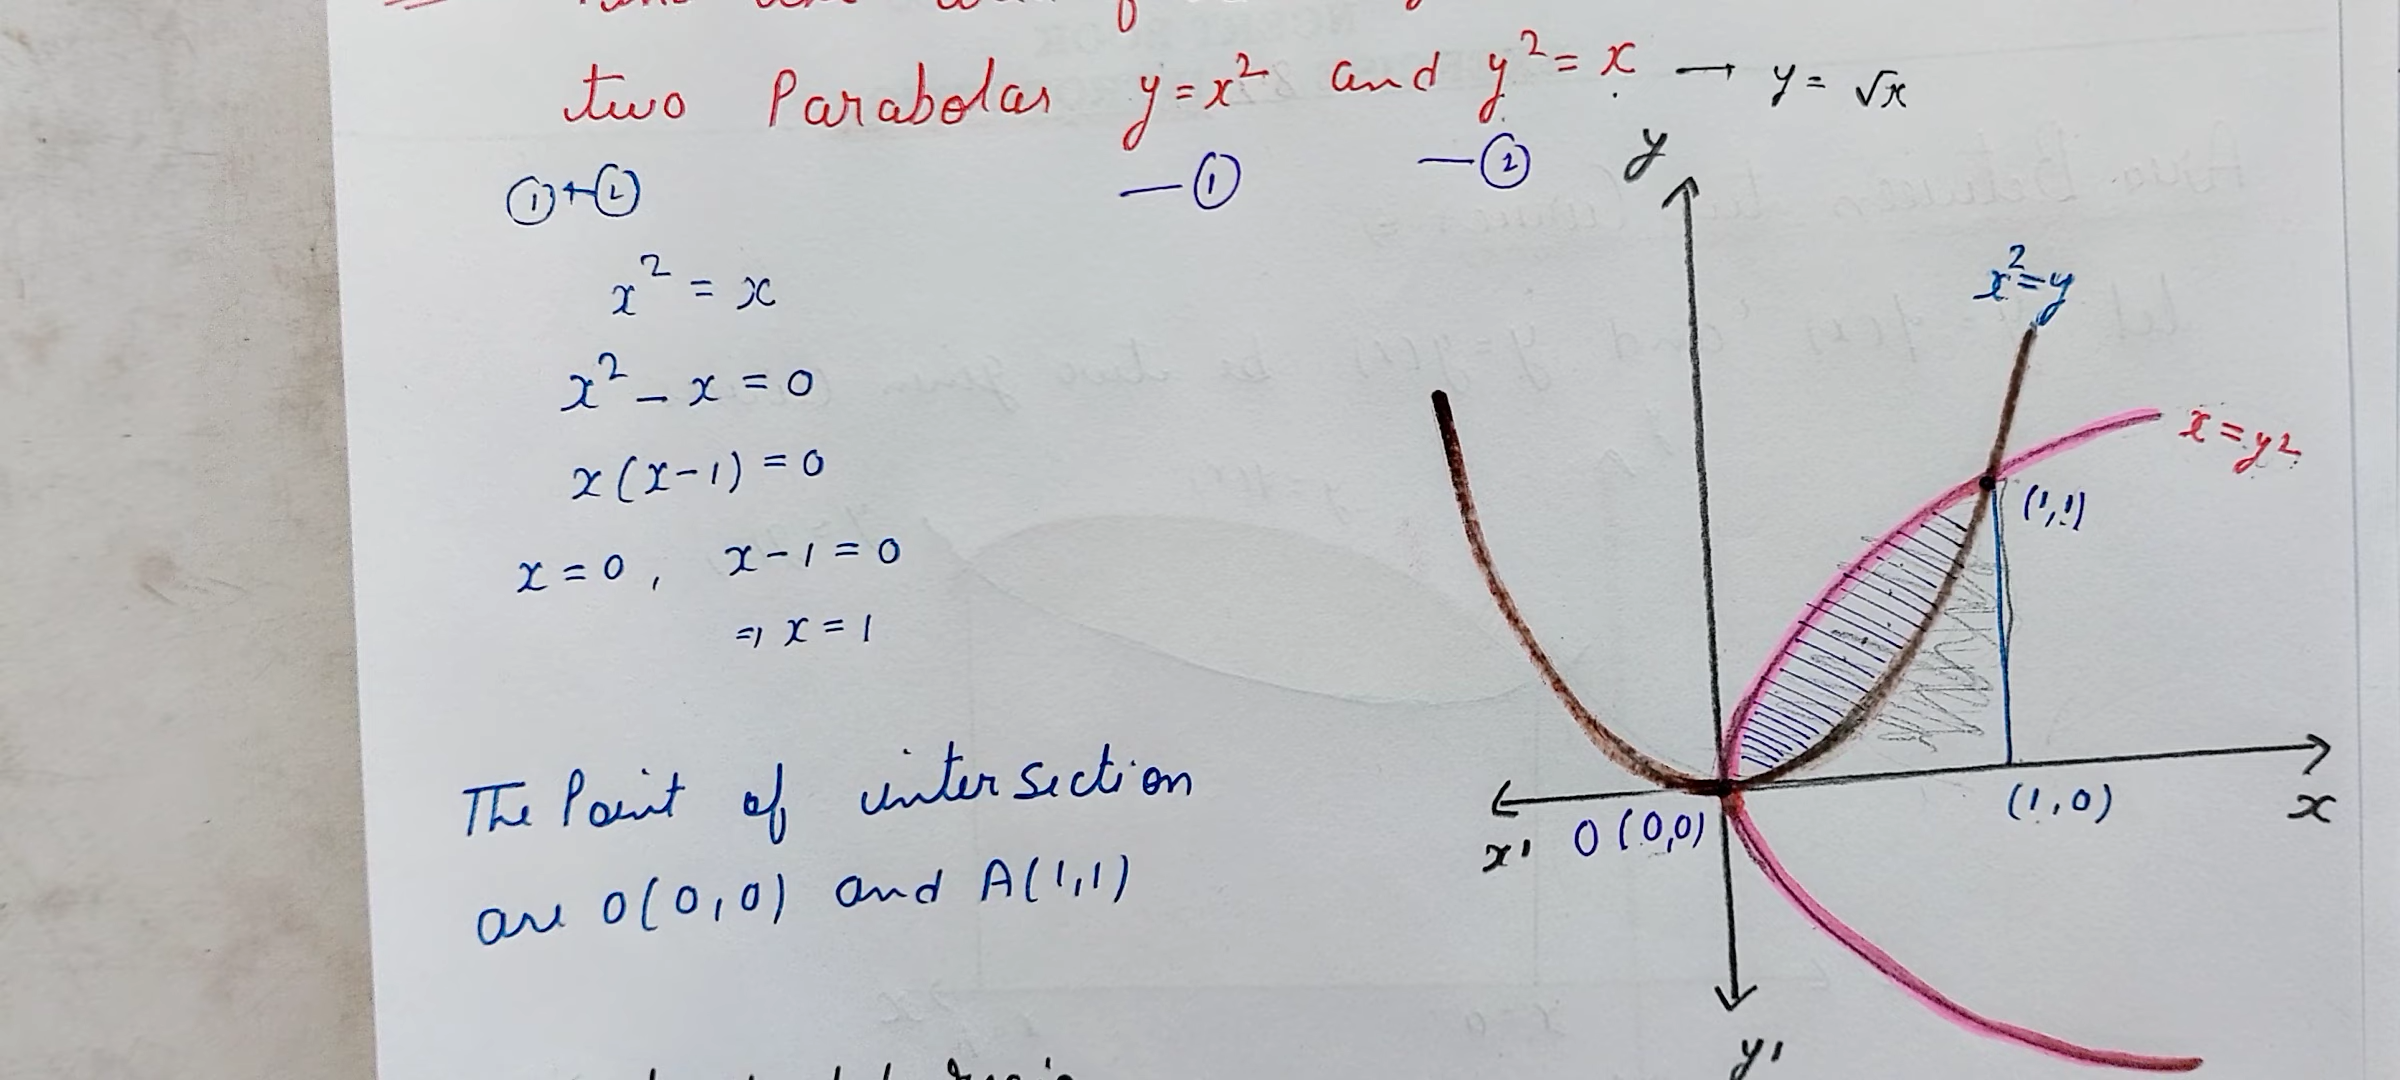 two Parabolas y = x² and y² = x → y = √x
— ① — ②
① + ②
x² = x
x² - x = 0
x(x-1) = 0
x = 0, x - 1 = 0
⇒ x = 1
The Point of intersection
are O(0,0) and A(1,1)
y
x² = y
x = y²
(1,1)
(1,0)
x
x' O (0,0)
y'